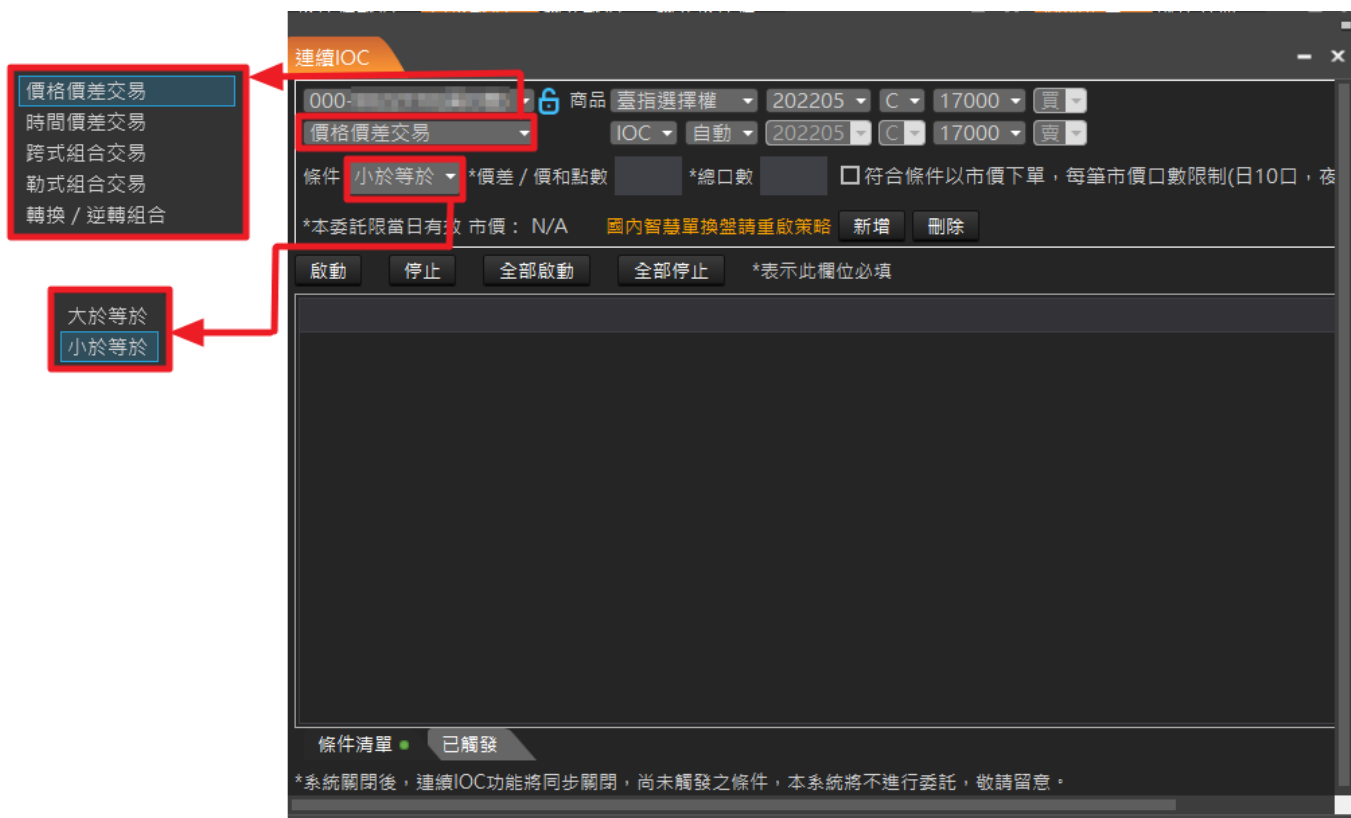 連續IOC
價格價差交易
時間價差交易
跨式組合交易
勒式組合交易
轉換 / 逆轉組合
000- 商品 臺指選擇權 202205 C 17000 買
價格價差交易 IOC 自動 202205 C 17000 賣
條件 小於等於 *價差 / 價和點數 *總口數 符合條件以市價下單，每筆市價口數限制(日10口，夜
*本委託限當日有效 市價： N/A 國內智慧單換盤請重啟策略 新增 刪除
啟動 停止 全部啟動 全部停止 *表示此欄位必填
大於等於
小於等於
條件清單 已觸發
*系統關閉後，連續IOC功能將同步關閉，尚未觸發之條件，本系統將不進行委託，敬請留意。